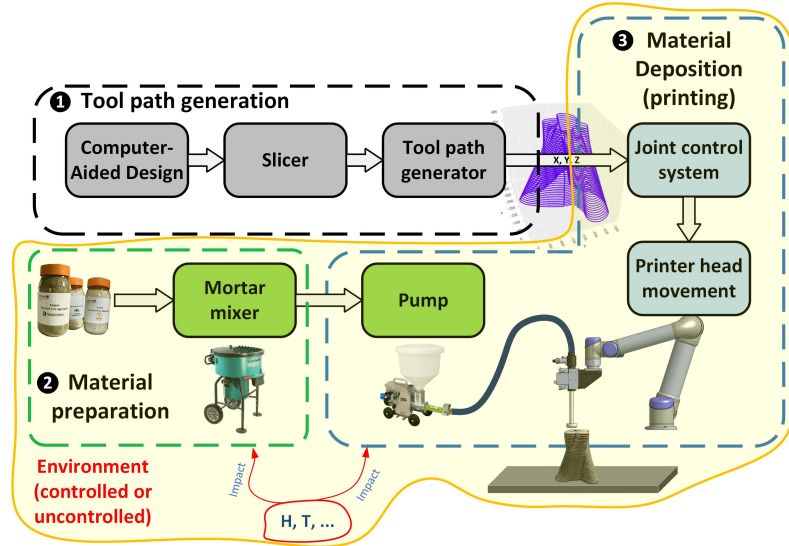 ❶ Tool path generation
Computer-
Aided Design
Slicer
Tool path
generator
X, Y, Z
❸ Material
Deposition
(printing)
Joint control
system
Printer head
movement
Mortar
mixer
Pump
❷ Material
preparation
Environment
(controlled or
uncontrolled)
Impact
Impact
H, T, ...